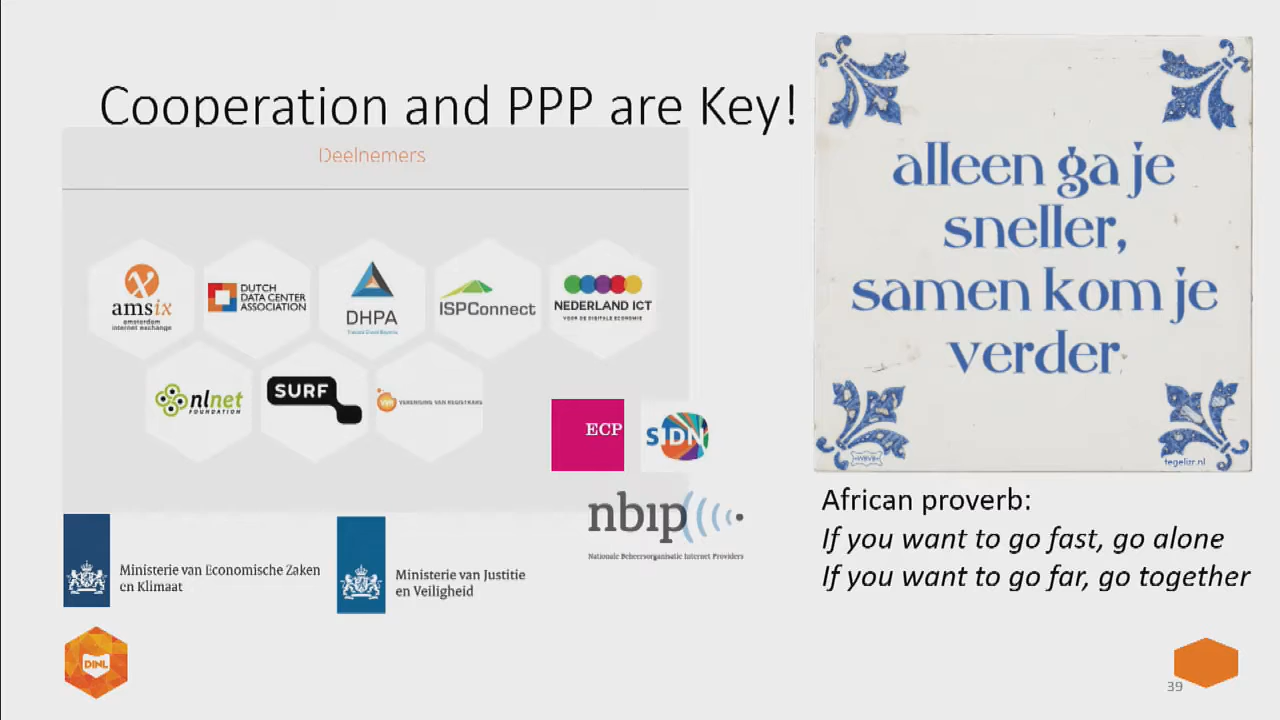 Cooperation and PPP are Key!
Deelnemers
amsix
amsterdam
internet exchange
DUTCH
DATA CENTER
ASSOCIATION
DHPA
ISPConnect
NEDERLAND ICT
VOOR DE DIGITALE ECONOMIE
nlnet
FOUNDATION
SURF
VERENIGING VAN REGISTRARS
ECP
SIDN
nbip
Nationale Beheersorganisatie Internet Providers
Ministerie van Economische Zaken
en Klimaat
Ministerie van Justitie
en Veiligheid
DINL
alleen ga je
sneller,
samen kom je
verder
tegelizr.nl
African proverb:
If you want to go fast, go alone
If you want to go far, go together
39